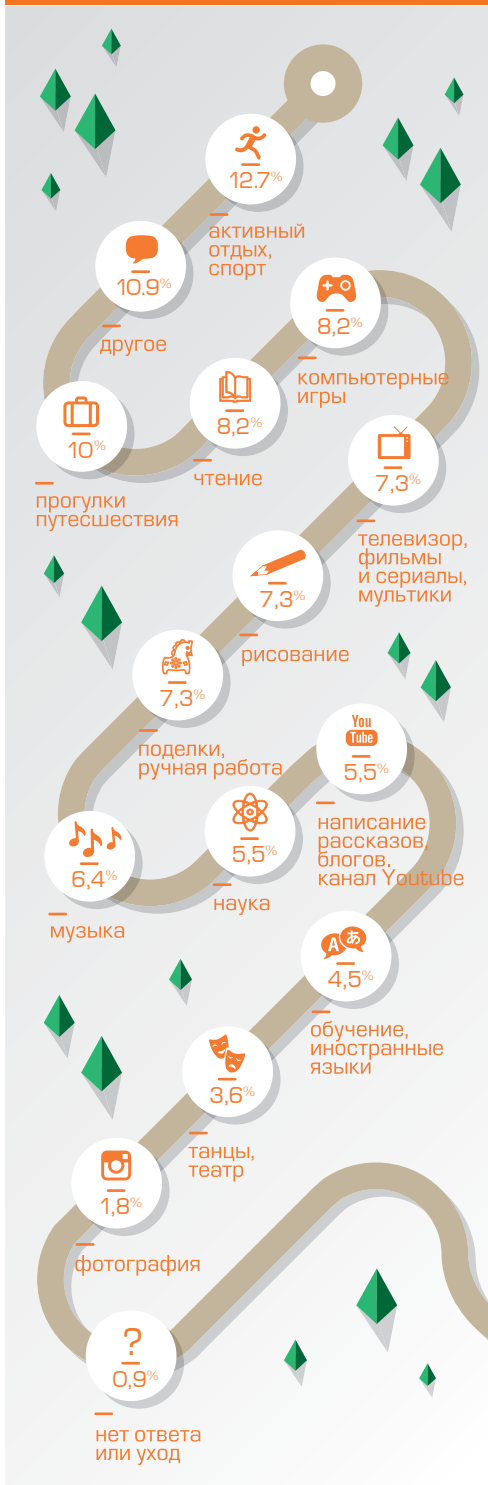 12.7%
активный
отдых,
спорт
10.9%
другое
10%
прогулки
путесшествия
8,2%
чтение
8,2%
компьютерные
игры
7,3%
телевизор,
фильмы
и сериалы,
мультики
7,3%
рисование
7,3%
поделки,
ручная работа
6,4%
музыка
5,5%
наука
You
Tube
5,5%
написание
рассказов,
блогов,
канал Youtube
A あ
4,5%
обучение,
иностранные
языки
3,6%
танцы,
театр
1,8%
фотография
?
0,9%
нет ответа
или уход